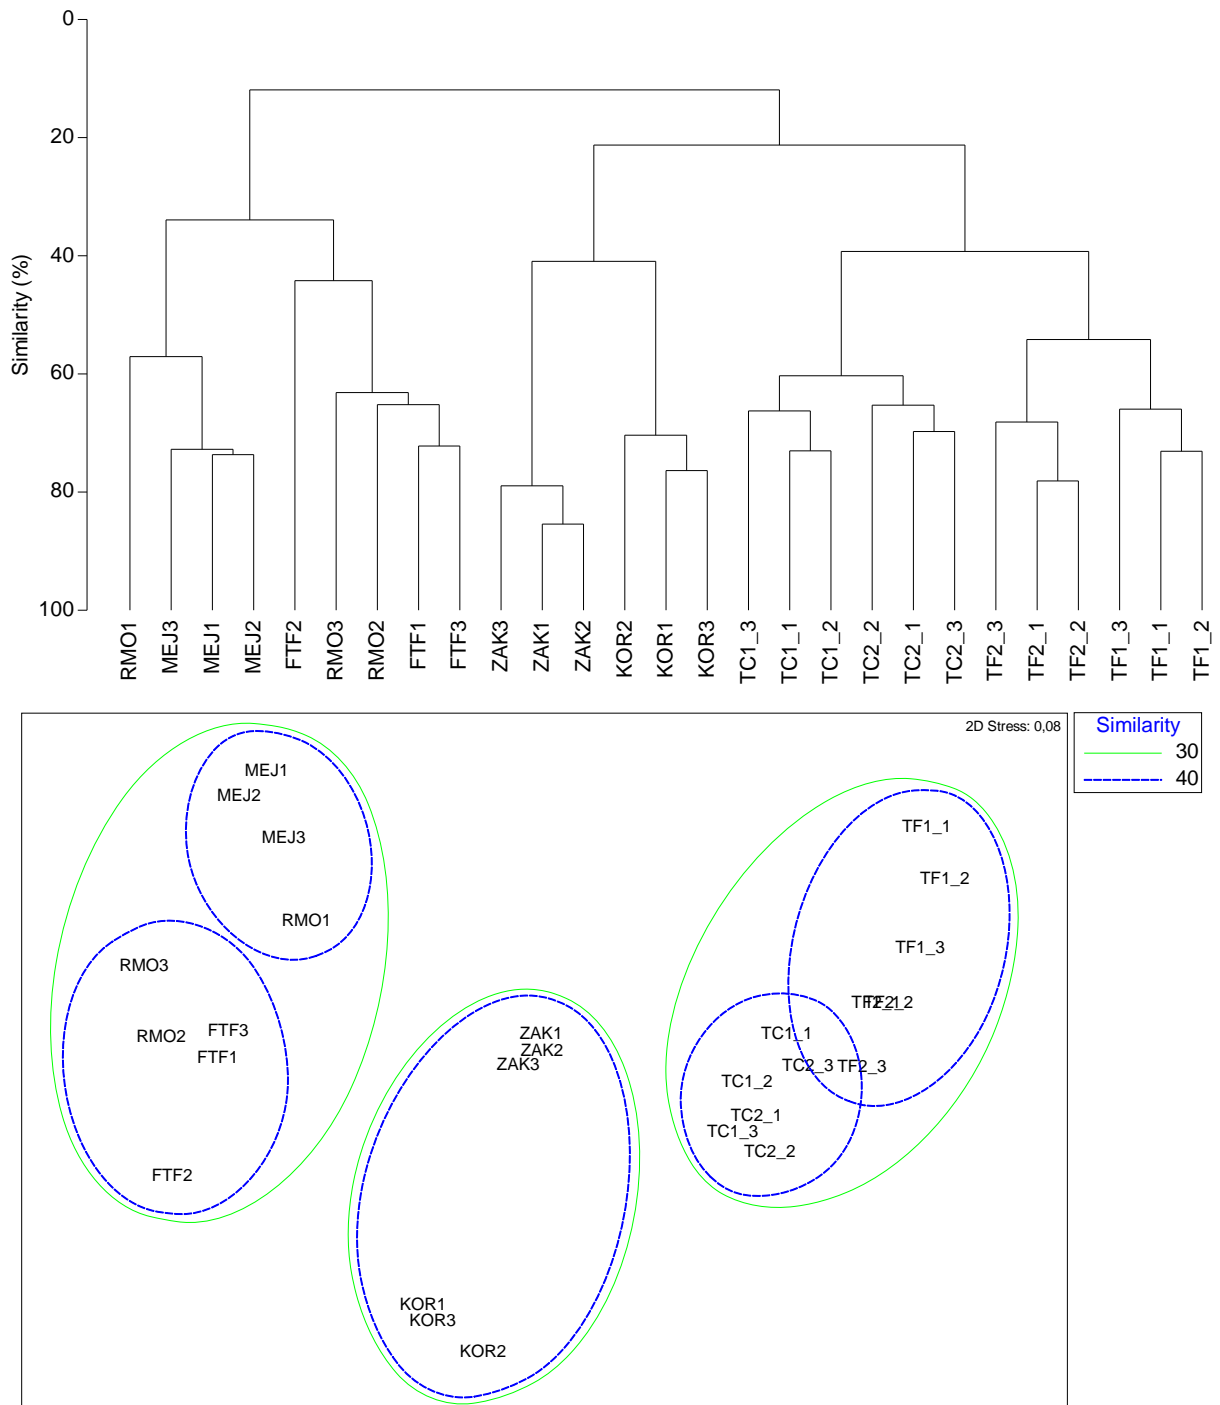 0
20
40
60
80
100
Similarity (%)
RMO1
MEJ3
MEJ1
MEJ2
FTF2
RMO3
RMO2
FTF1
FTF3
ZAK3
ZAK1
ZAK2
KOR2
KOR1
KOR3
TC1_3
TC1_1
TC1_2
TC2_2
TC2_1
TC2_3
TF2_3
TF2_1
TF2_2
TF1_3
TF1_1
TF1_2
2D Stress: 0,08
Similarity
30
40
MEJ1
MEJ2
MEJ3
RMO1
RMO3
RMO2
FTF3
FTF1
FTF2
ZAK1
ZAK2
ZAK3
KOR1
KOR3
KOR2
TF1_1
TF1_2
TF1_3
TF2_1
TF2_2
TF2_3
TC1_1
TC2_3
TC1_2
TC2_1
TC1_3
TC2_2